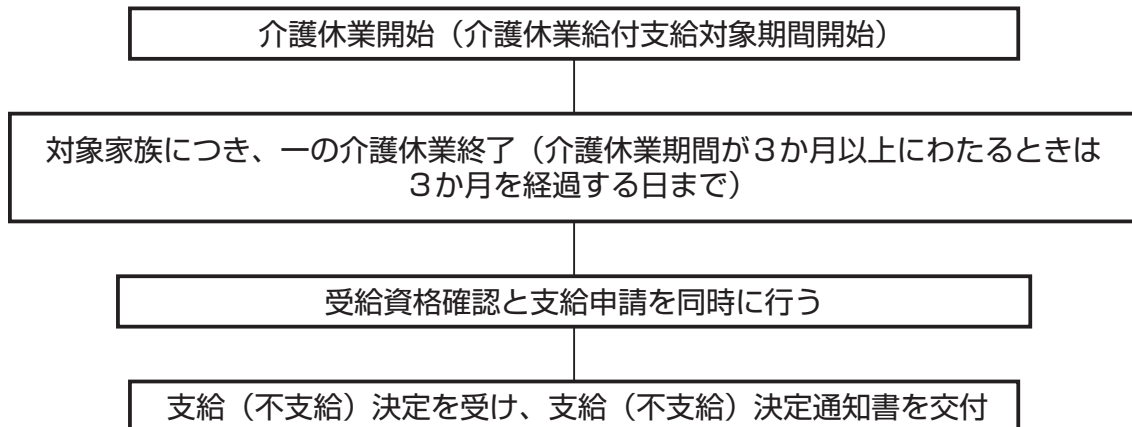 介護休業開始（介護休業給付支給対象期間開始）
対象家族につき、一の介護休業終了（介護休業期間が３か月以上にわたるときは
３か月を経過する日まで）
受給資格確認と支給申請を同時に行う
支給（不支給）決定を受け、支給（不支給）決定通知書を交付